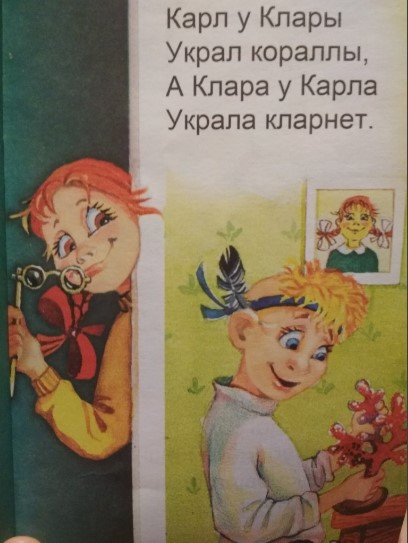 Карл у Клары
Украл кораллы,
А Клара у Карла
Украла кларнет.